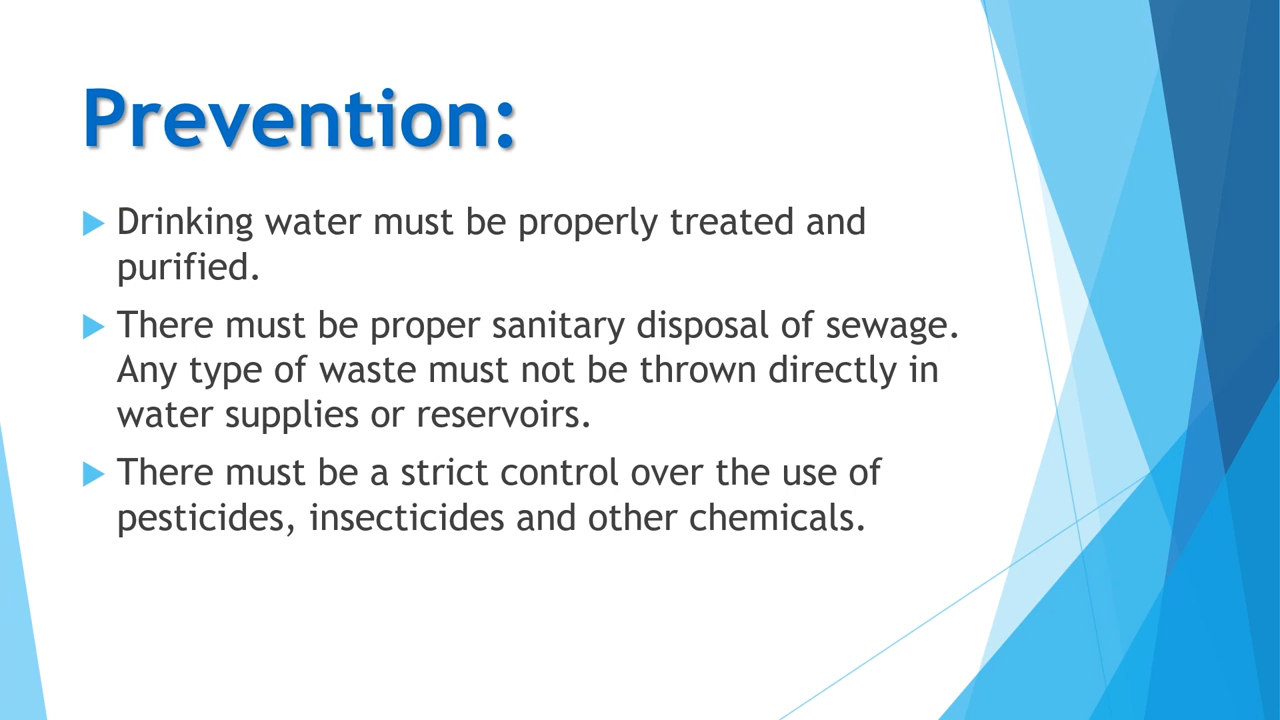 Prevention:
Drinking water must be properly treated and
purified.
There must be proper sanitary disposal of sewage.
Any type of waste must not be thrown directly in
water supplies or reservoirs.
There must be a strict control over the use of
pesticides, insecticides and other chemicals.